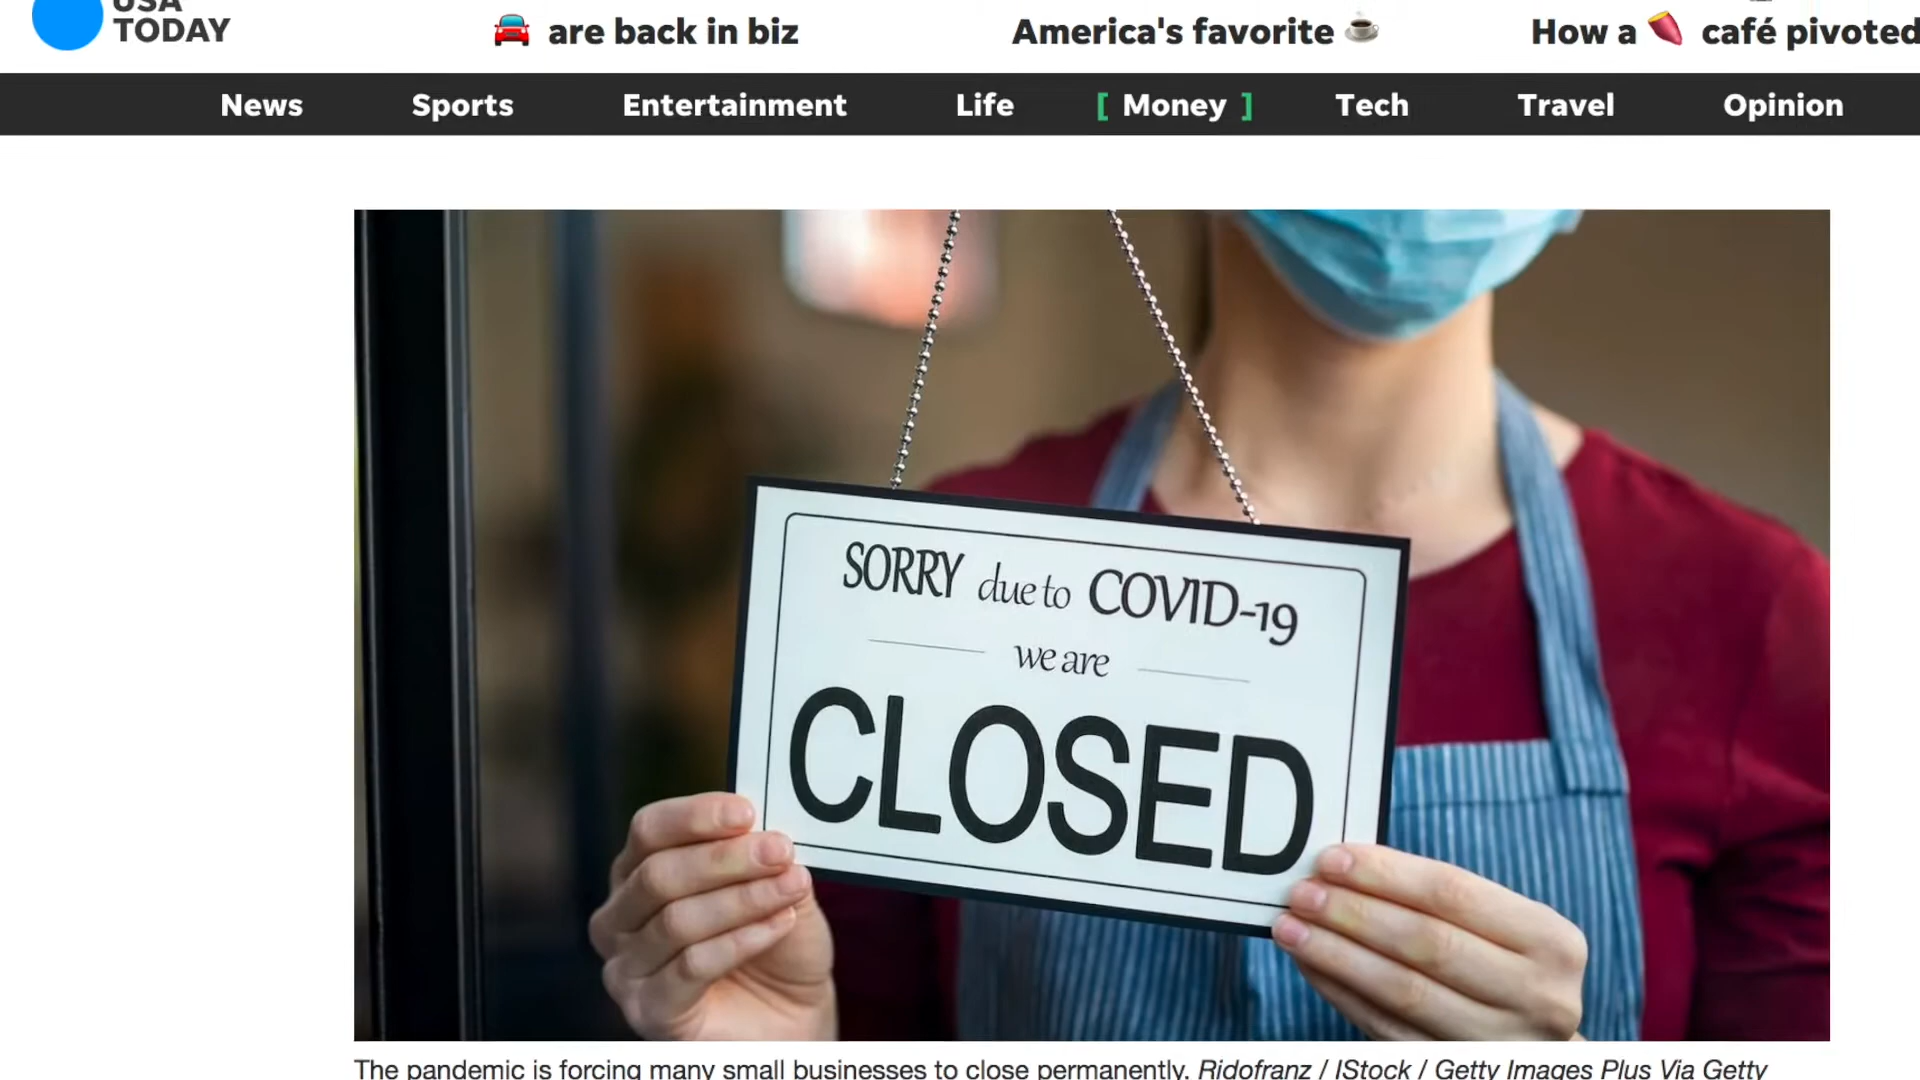 USA
TODAY
🚘 are back in biz
America's favorite ☕
How a 🍠 café pivoted
News Sports Entertainment Life [ Money ] Tech Travel Opinion
SORRY due to COVID-19
we are
CLOSED
The pandemic is forcing many small businesses to close permanently. Ridofranz / IStock / Getty Images Plus Via Getty